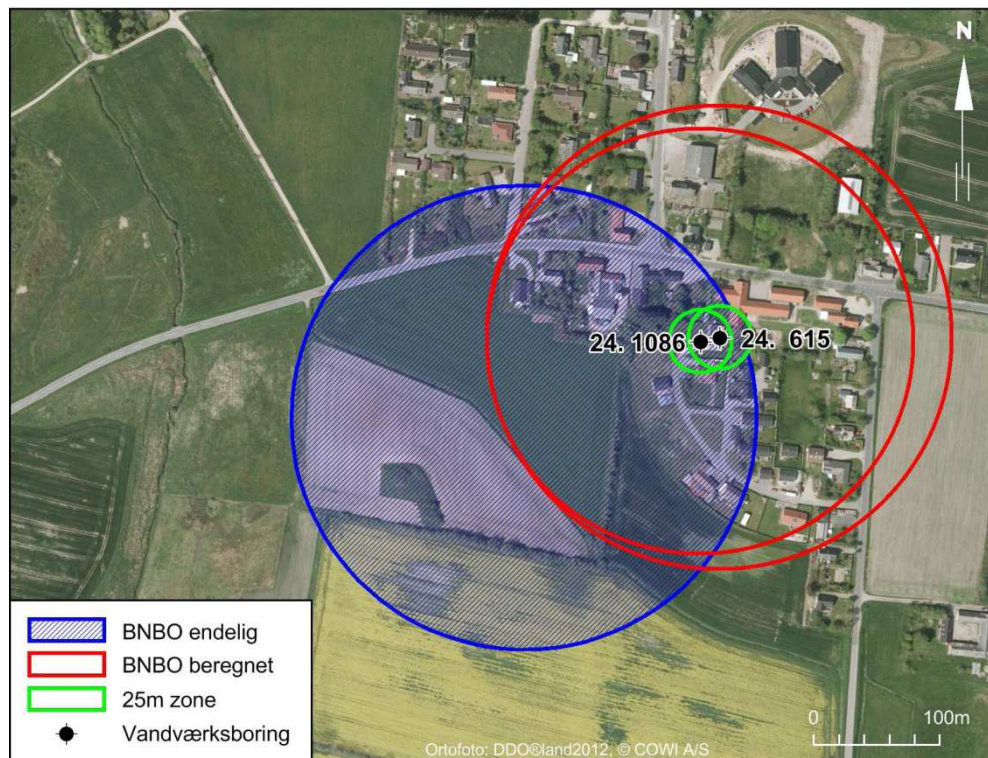 N
24. 1086
24. 615
BNBO endelig
BNBO beregnet
25m zone
Vandværksboring
0 100m
Ortofoto: DDO®land2012, © COWI A/S